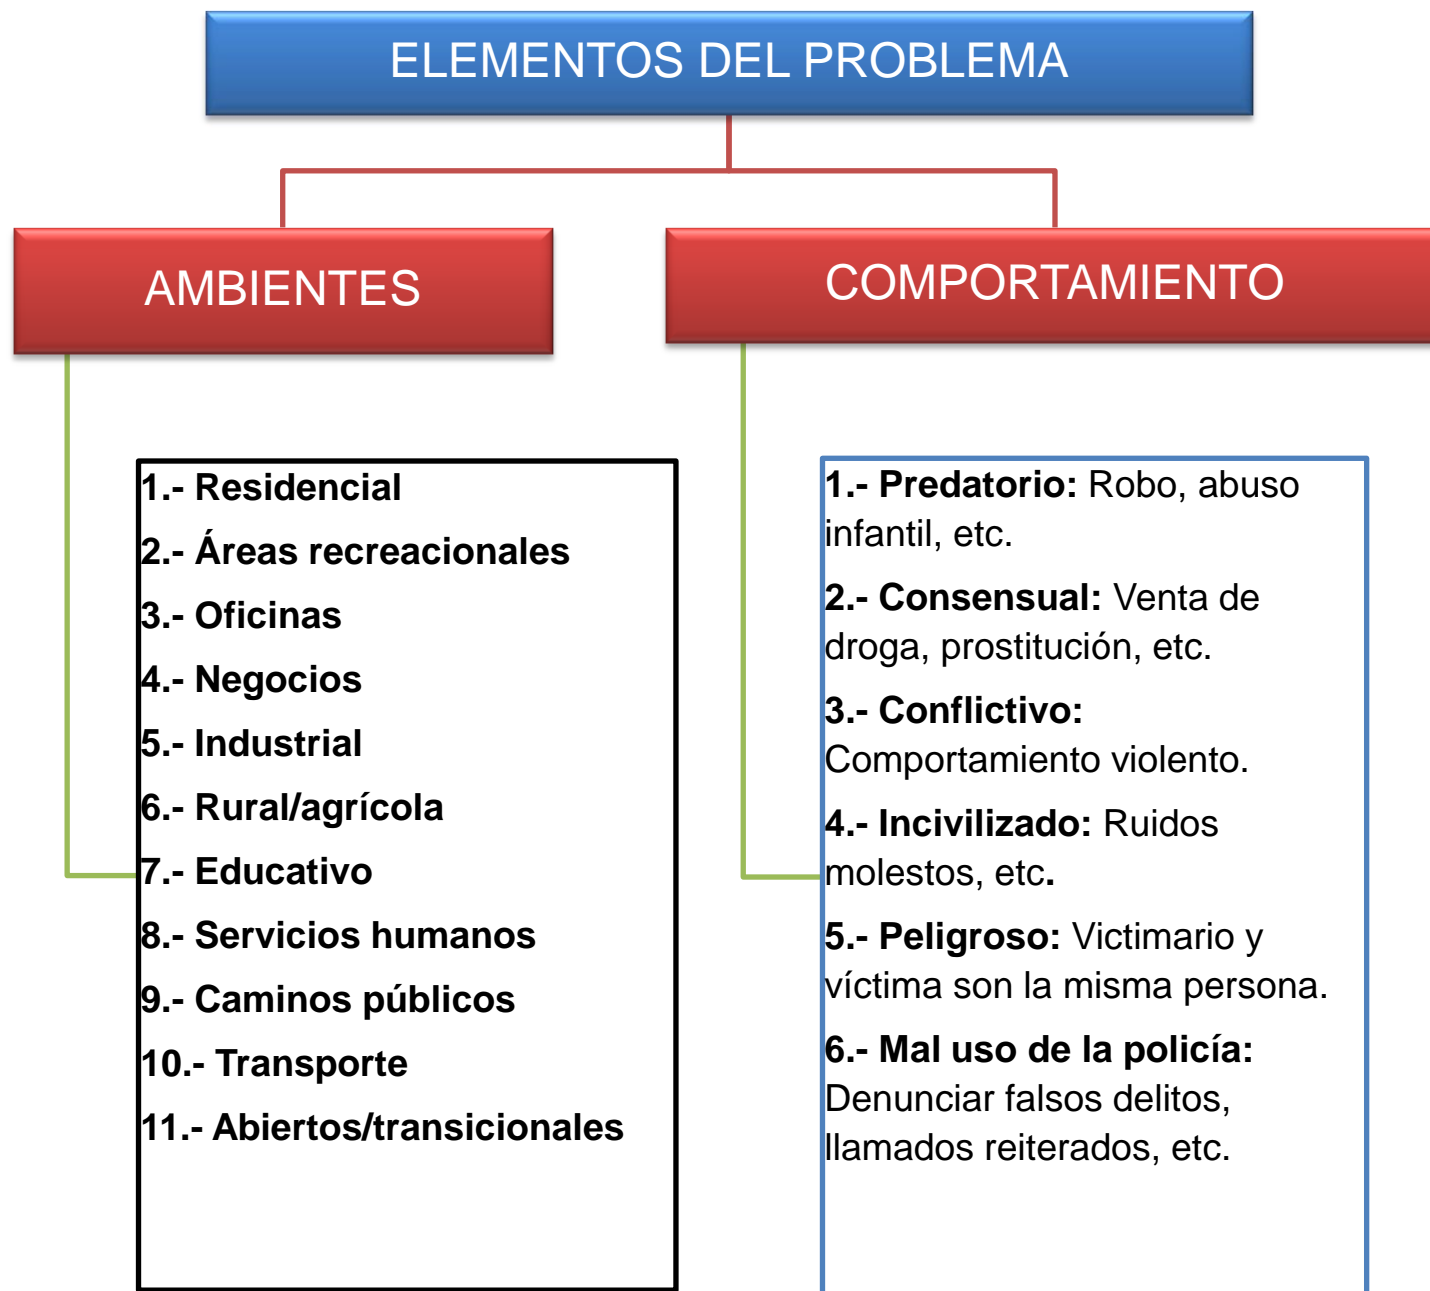 ELEMENTOS DEL PROBLEMA
AMBIENTES
1.- Residencial
2.- Áreas recreacionales
3.- Oficinas
4.- Negocios
5.- Industrial
6.- Rural/agrícola
7.- Educativo
8.- Servicios humanos
9.- Caminos públicos
10.- Transporte
11.- Abiertos/transicionales
COMPORTAMIENTO
1.- Predatorio: Robo, abuso
infantil, etc.
2.- Consensual: Venta de
droga, prostitución, etc.
3.- Conflictivo:
Comportamiento violento.
4.- Incivilizado: Ruidos
molestos, etc.
5.- Peligroso: Victimario y
víctima son la misma persona.
6.- Mal uso de la policía:
Denunciar falsos delitos,
llamados reiterados, etc.